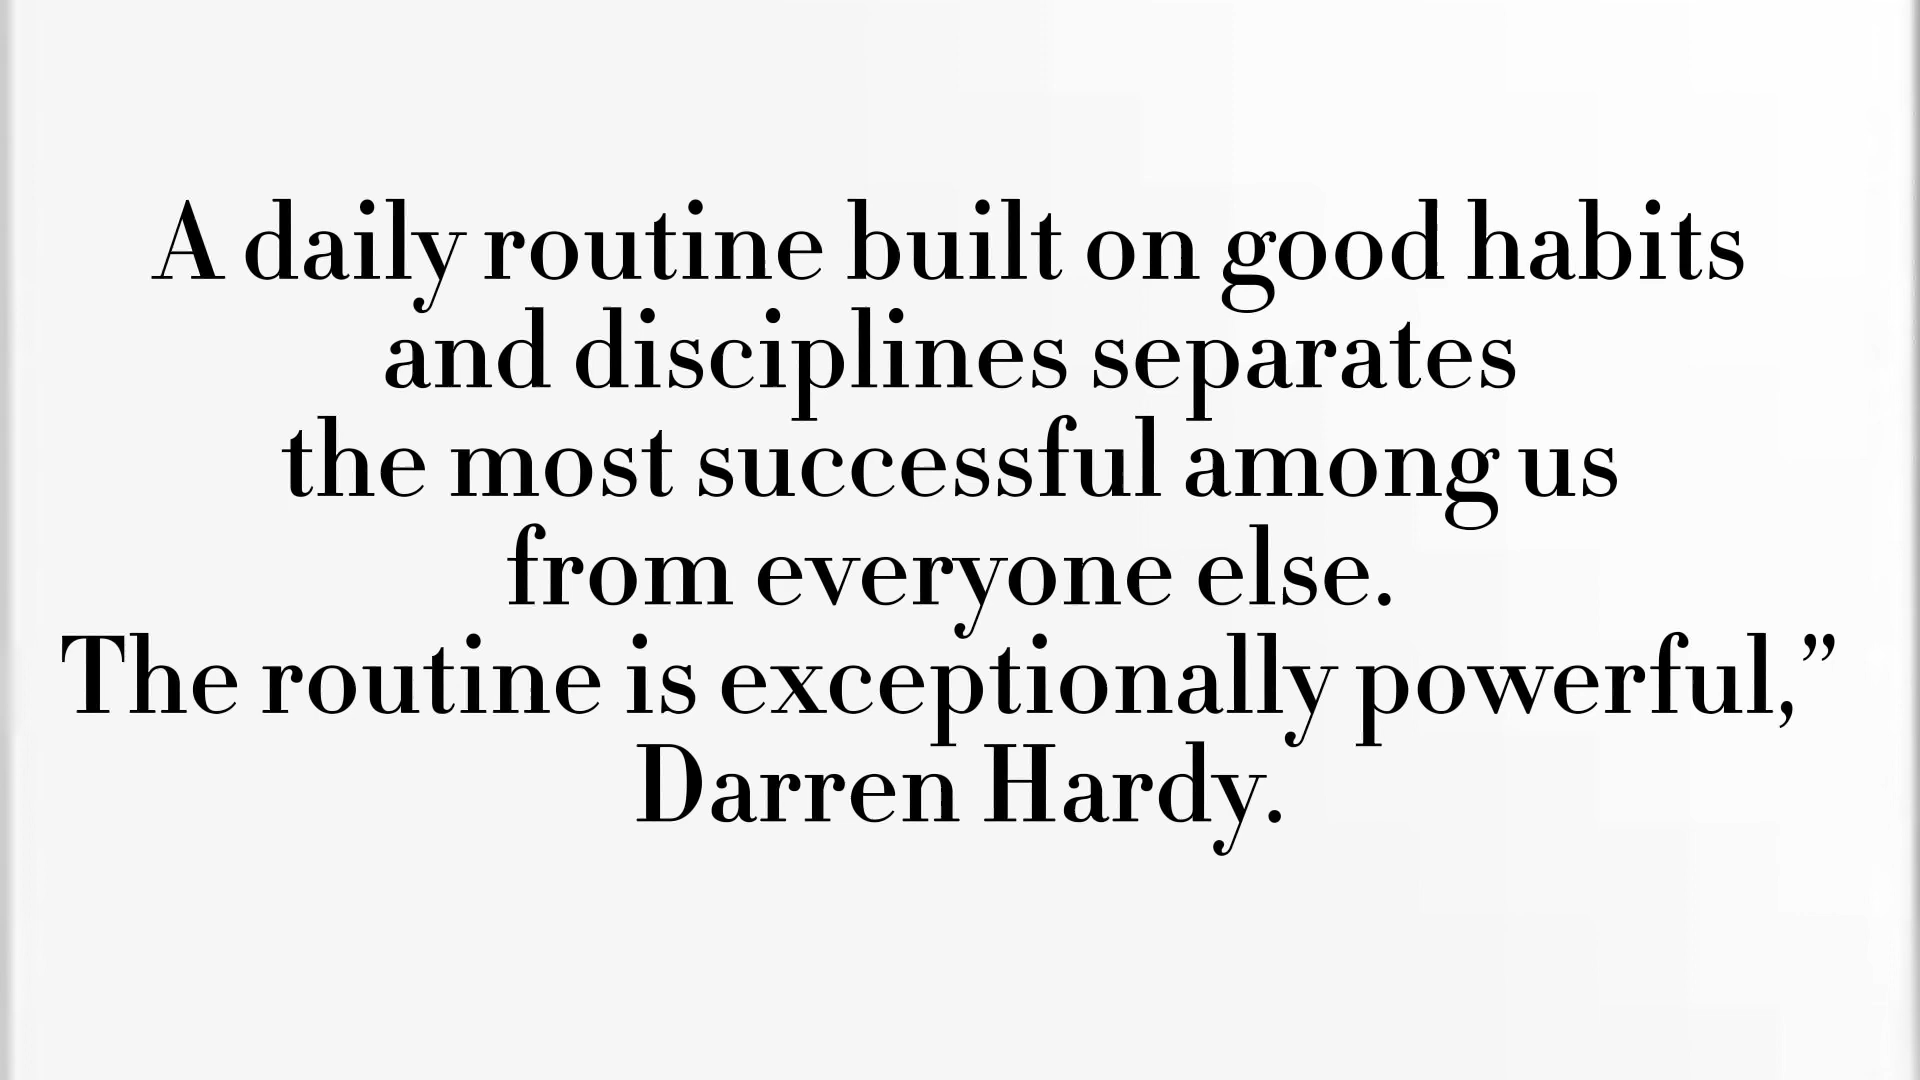 A daily routine built on good habits
and disciplines separates
the most successful among us
from everyone else.
The routine is exceptionally powerful,”
Darren Hardy.